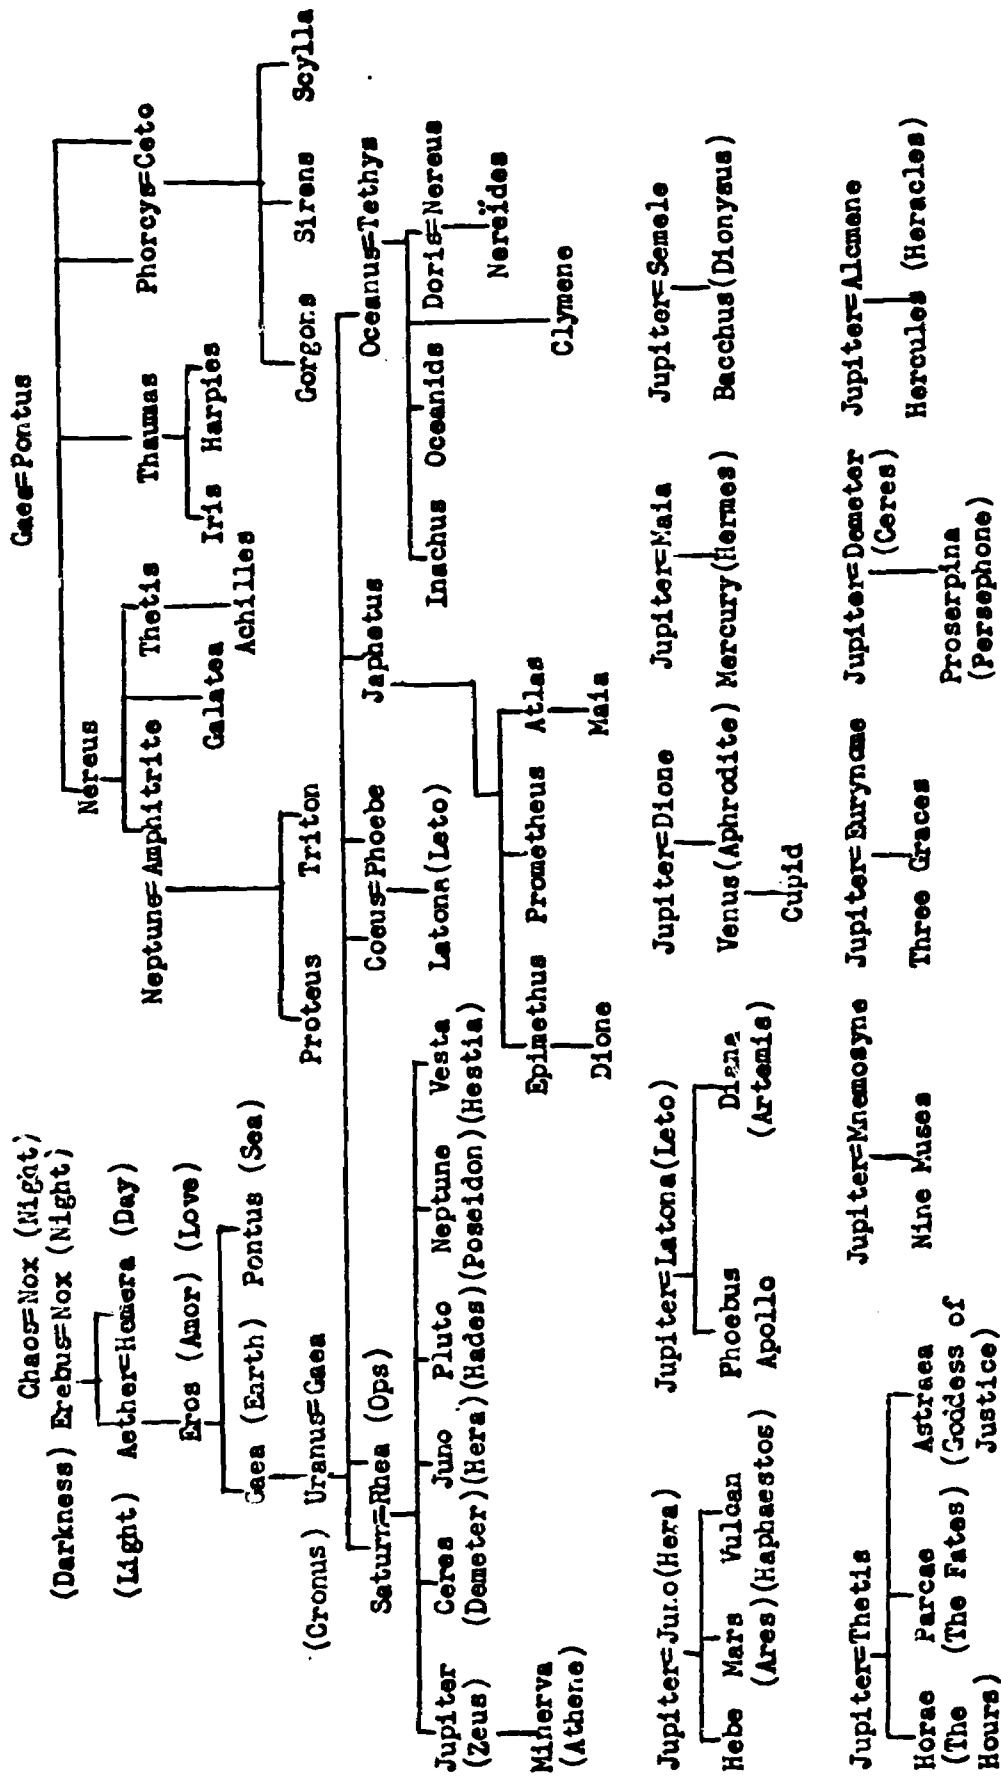 Chaos=Nox (Night)
(Darkness) Erebus=Nox (Night)
(Light) Aether=Hemera (Day)
Eros (Amor) (Love)
Gaea (Earth) Pontus (Sea)
(Cronus) Uranus=Gaea
Gaea=Pontus
Nereus Thaumas Phorcys=Ceto
Neptune=Amphitrite Thetis
Galatea Iris Harpies
Achilles
Proteus Triton Gorgons Sirens Scylla
Saturn=Rhea (Ops) Coeus=Phoebe Japhetus Oceanus=Tethys
Jupiter Ceres Juno Pluto Neptune Vesta Latona(Leto) Inachus Oceanids Doris=Nereus
(Zeus) (Demeter)(Hera)(Hades)(Poseidon)(Hestia) Nereïdes
Minerva Epimethus Prometheus Atlas Clymene
(Athene) Dione Maia
Jupiter=Juno(Hera) Jupiter=Latona(Leto) Jupiter=Dione Jupiter=Maia Jupiter=Semele
Hebe Mars Vulcan Phoebus Diana Venus(Aphrodite) Mercury(Hermes) Bacchus(Dionysus)
(Ares)(Haphaestos) Apollo (Artemis) Cupid
Jupiter=Thetis Jupiter=Mnemosyne Jupiter=Eurynome Jupiter=Demeter Jupiter=Alcmene
(Ceres)
Horae Parcae Astraea Nine Muses Three Graces Proserpina Hercules (Heracles)
(The (The Fates) (Goddess of (Persephone)
Hours) Justice)